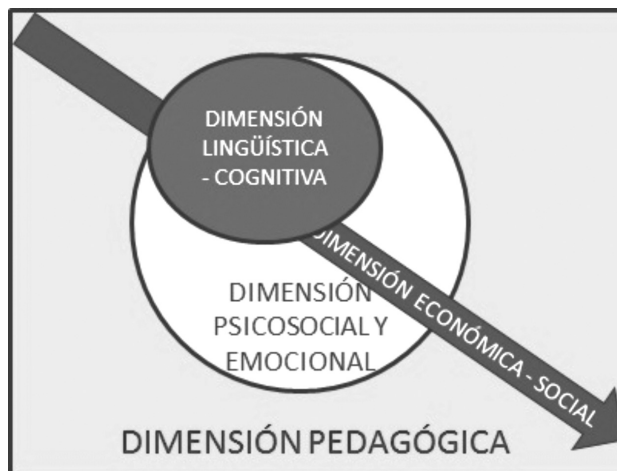 DIMENSIÓN
LINGÜÍSTICA
- COGNITIVA
DIMENSIÓN ECONÓMICA - SOCIAL
DIMENSIÓN
PSICOSOCIAL Y
EMOCIONAL
DIMENSIÓN PEDAGÓGICA